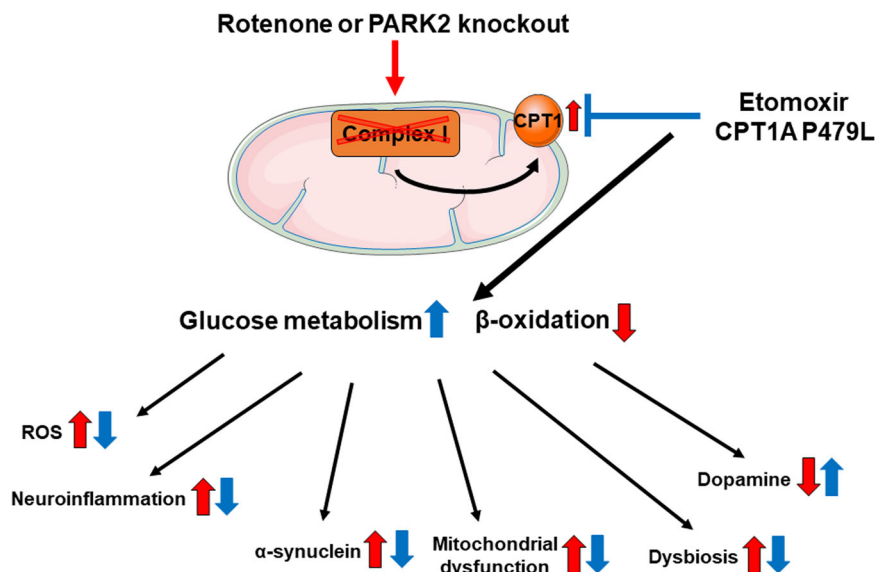 Rotenone or PARK2 knockout
Complex I
CPT1
Etomoxir
CPT1A P479L
Glucose metabolism
β-oxidation
ROS
Neuroinflammation
α-synuclein
Mitochondrial
dysfunction
Dysbiosis
Dopamine